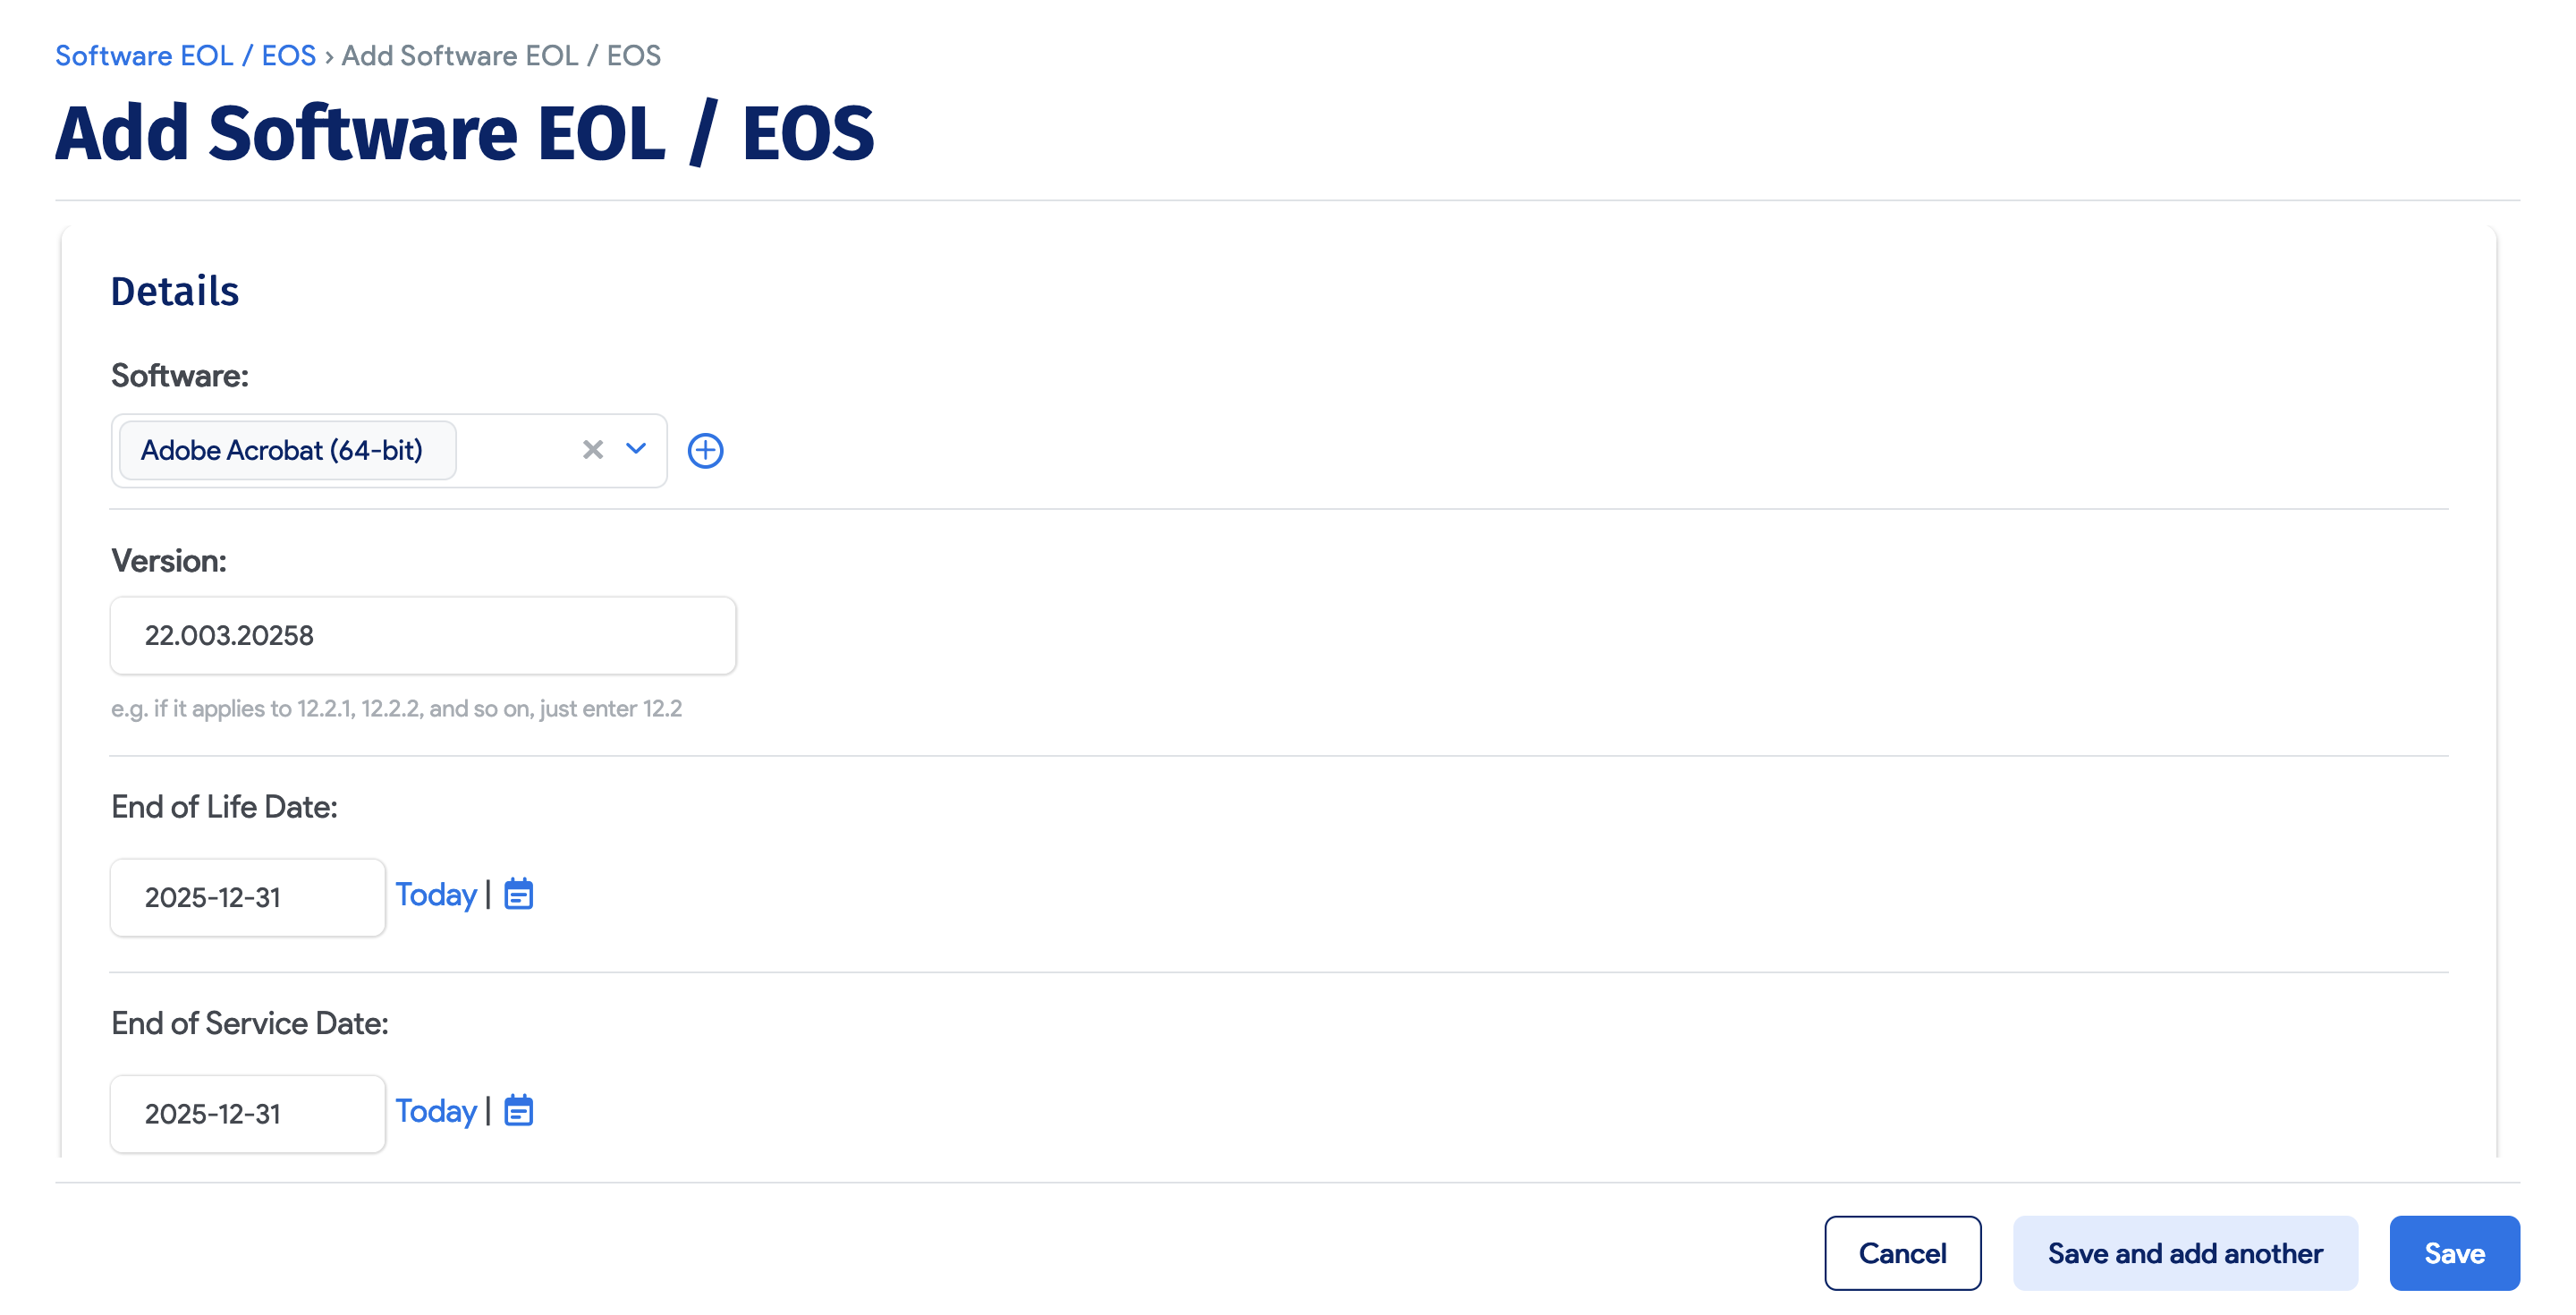 Software EOL / EOS › Add Software EOL / EOS
Add Software EOL / EOS
Details
Software:
Adobe Acrobat (64-bit)
Version:
22.003.20258
e.g. if it applies to 12.2.1, 12.2.2, and so on, just enter 12.2
End of Life Date:
2025-12-31 Today |
End of Service Date:
2025-12-31 Today |
Cancel Save and add another Save